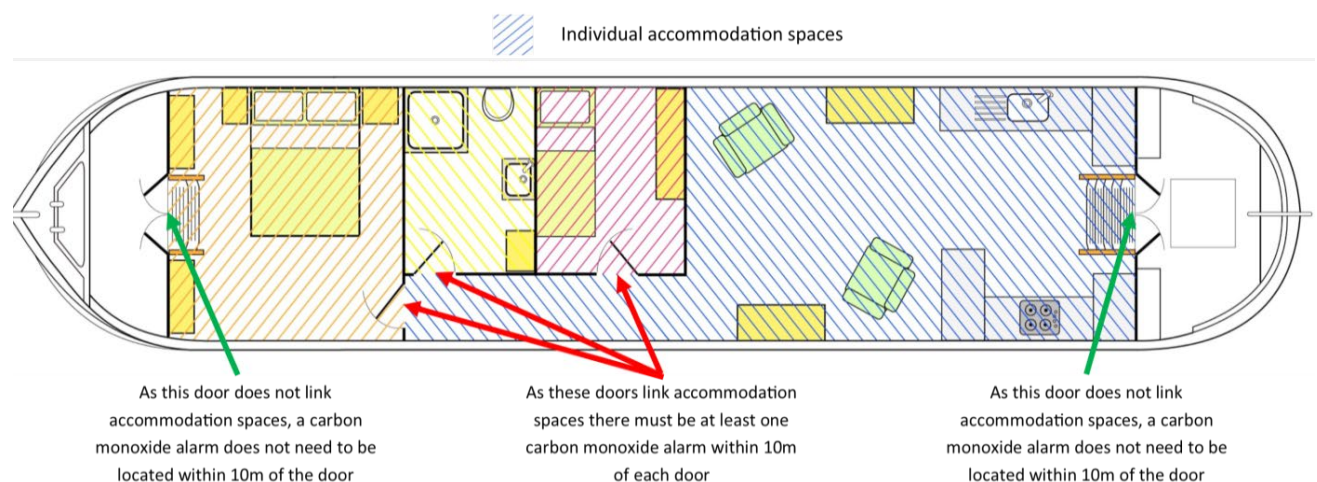 Individual accommodation spaces
As this door does not link
accommodation spaces, a carbon
monoxide alarm does not need to be
located within 10m of the door
As these doors link accommodation
spaces there must be at least one
carbon monoxide alarm within 10m
of each door
As this door does not link
accommodation spaces, a carbon
monoxide alarm does not need to be
located within 10m of the door